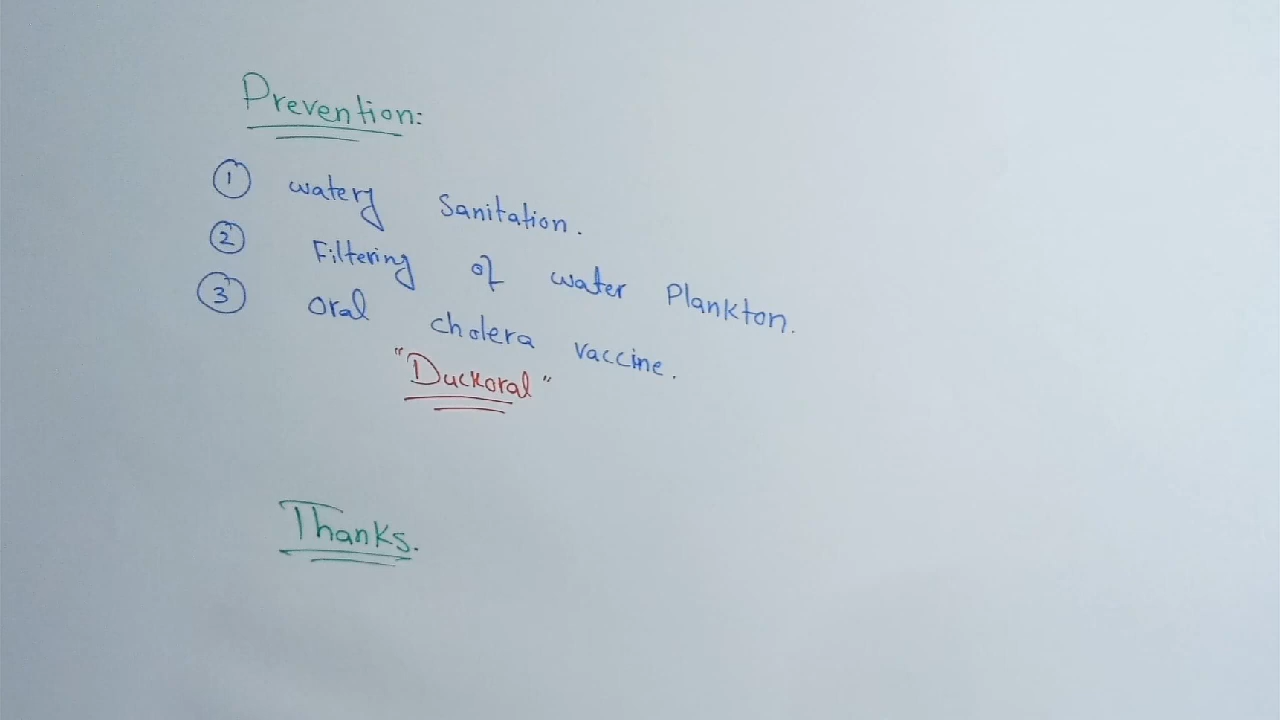 Prevention:
① watery Sanitation.
② Filtering of water Plankton.
③ oral cholera vaccine.
"Duckoral"
Thanks.